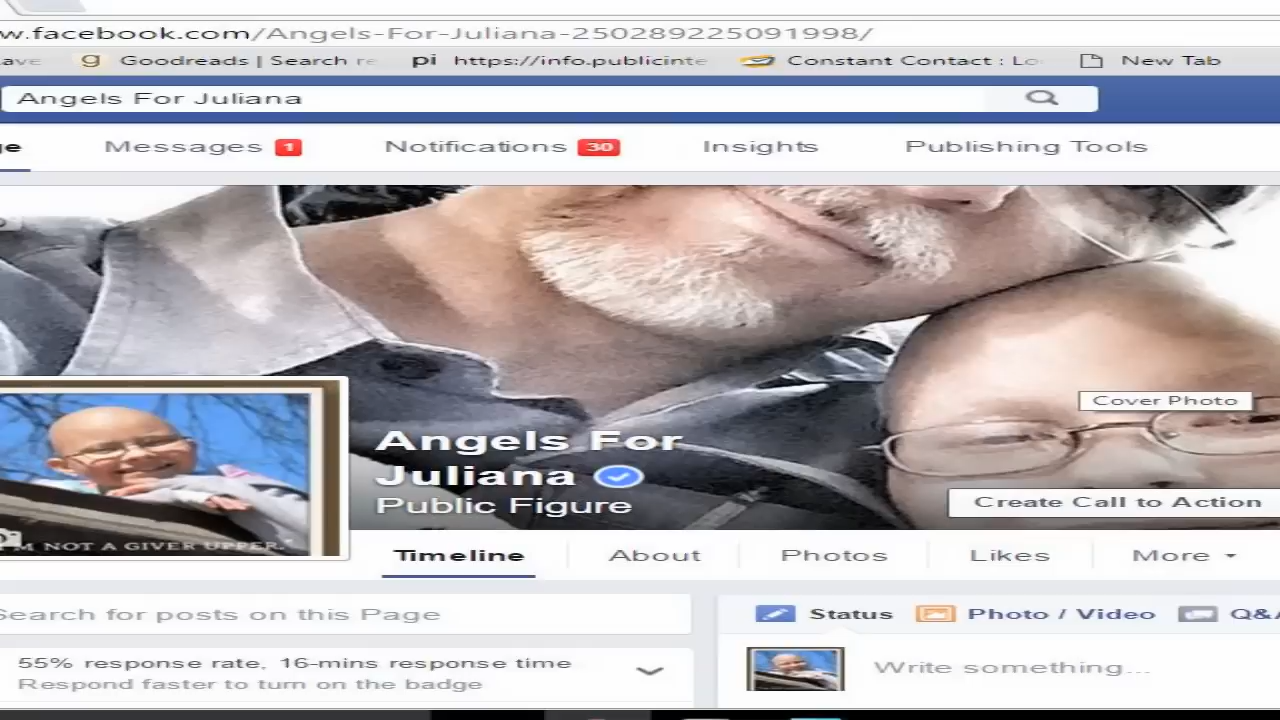 w.facebook.com/Angels-For-Juliana-250289225091998/
ave
Goodreads | Search re
pi https://info.publicinte
Constant Contact : Lo
New Tab
Angels For Juliana
ge
Messages 1
Notifications 30
Insights
Publishing Tools
Cover Photo
Angels For
Juliana
Public Figure
Create Call to Action
M NOT A GIVER UPPER."
Timeline
About
Photos
Likes
More
Search for posts on this Page
Status
Photo / Video
Q&A
55% response rate, 16-mins response time
Respond faster to turn on the badge
Write something...